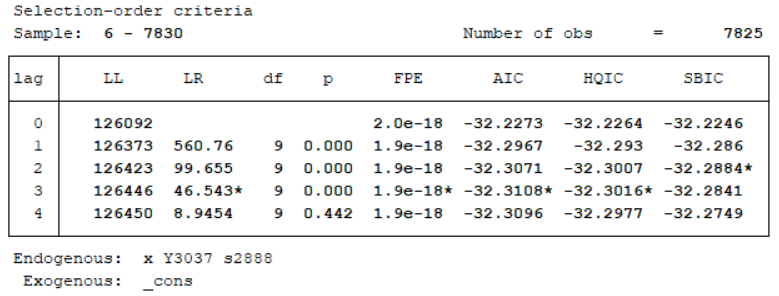 Selection-order criteria
Sample: 6 - 7830 Number of obs = 7825
lag LL LR df p FPE AIC HQIC SBIC
0 126092 2.0e-18 -32.2273 -32.2264 -32.2246
1 126373 560.76 9 0.000 1.9e-18 -32.2967 -32.293 -32.286
2 126423 99.655 9 0.000 1.9e-18 -32.3071 -32.3007 -32.2884*
3 126446 46.543* 9 0.000 1.9e-18* -32.3108* -32.3016* -32.2841
4 126450 8.9454 9 0.442 1.9e-18 -32.3096 -32.2977 -32.2749
Endogenous: x Y3037 s2888
Exogenous: _cons